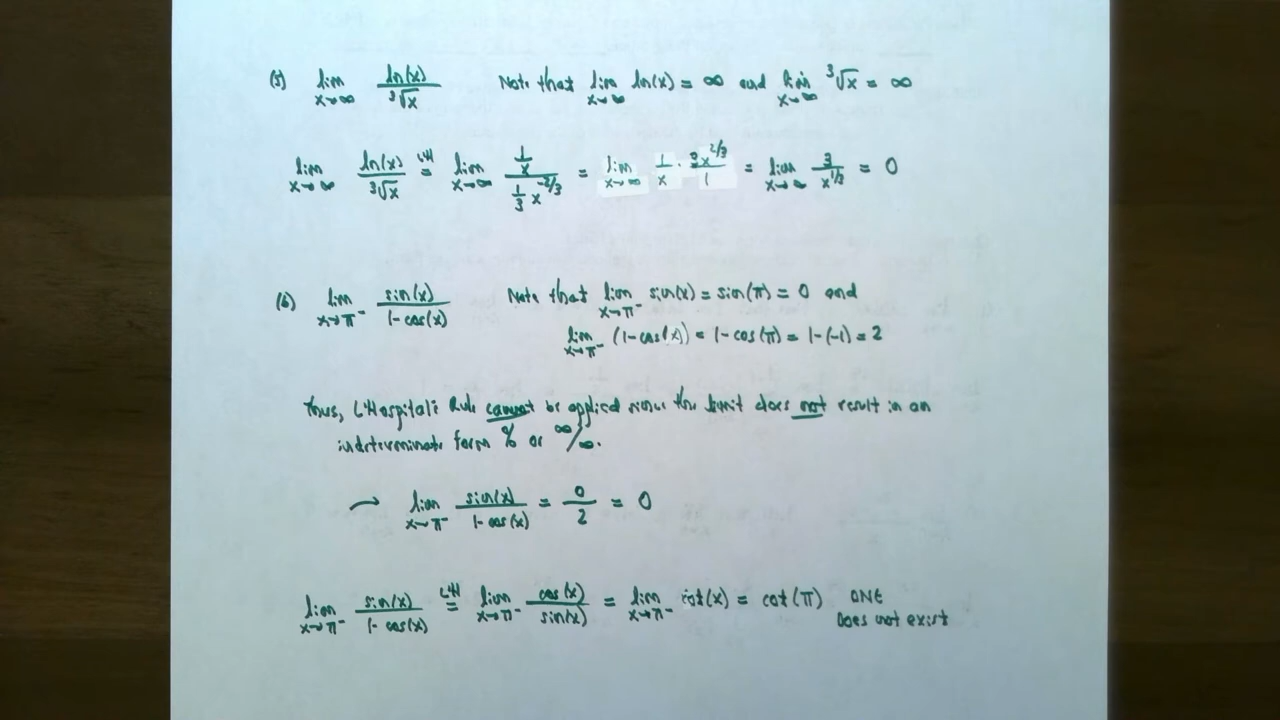 (5) lim x→∞ ln(x)/∛x Note that lim x→∞ ln(x) = ∞ and lim x→∞ ∛x = ∞
lim x→∞ ln(x)/∛x =(L'H) lim x→∞ (1/x)/(1/3 x^(-2/3)) = lim x→∞ 1/x · 3x^(2/3)/1 = lim x→∞ 3/x^(1/3) = 0
(6) lim x→π⁻ sin(x)/(1-cos(x)) Note that lim x→π⁻ sin(x) = sin(π) = 0 and
lim x→π⁻ (1-cos(x)) = 1-cos(π) = 1-(-1) = 2
Thus, L'Hospital's Rule cannot be applied since the limit does not result in an
indeterminate form 0/0 or ∞/∞.
→ lim x→π⁻ sin(x)/(1-cos(x)) = 0/2 = 0
lim x→π⁻ sin(x)/(1-cos(x)) =(L'H) lim x→π⁻ cos(x)/sin(x) = lim x→π⁻ cot(x) = cot(π) DNE
Does not exist